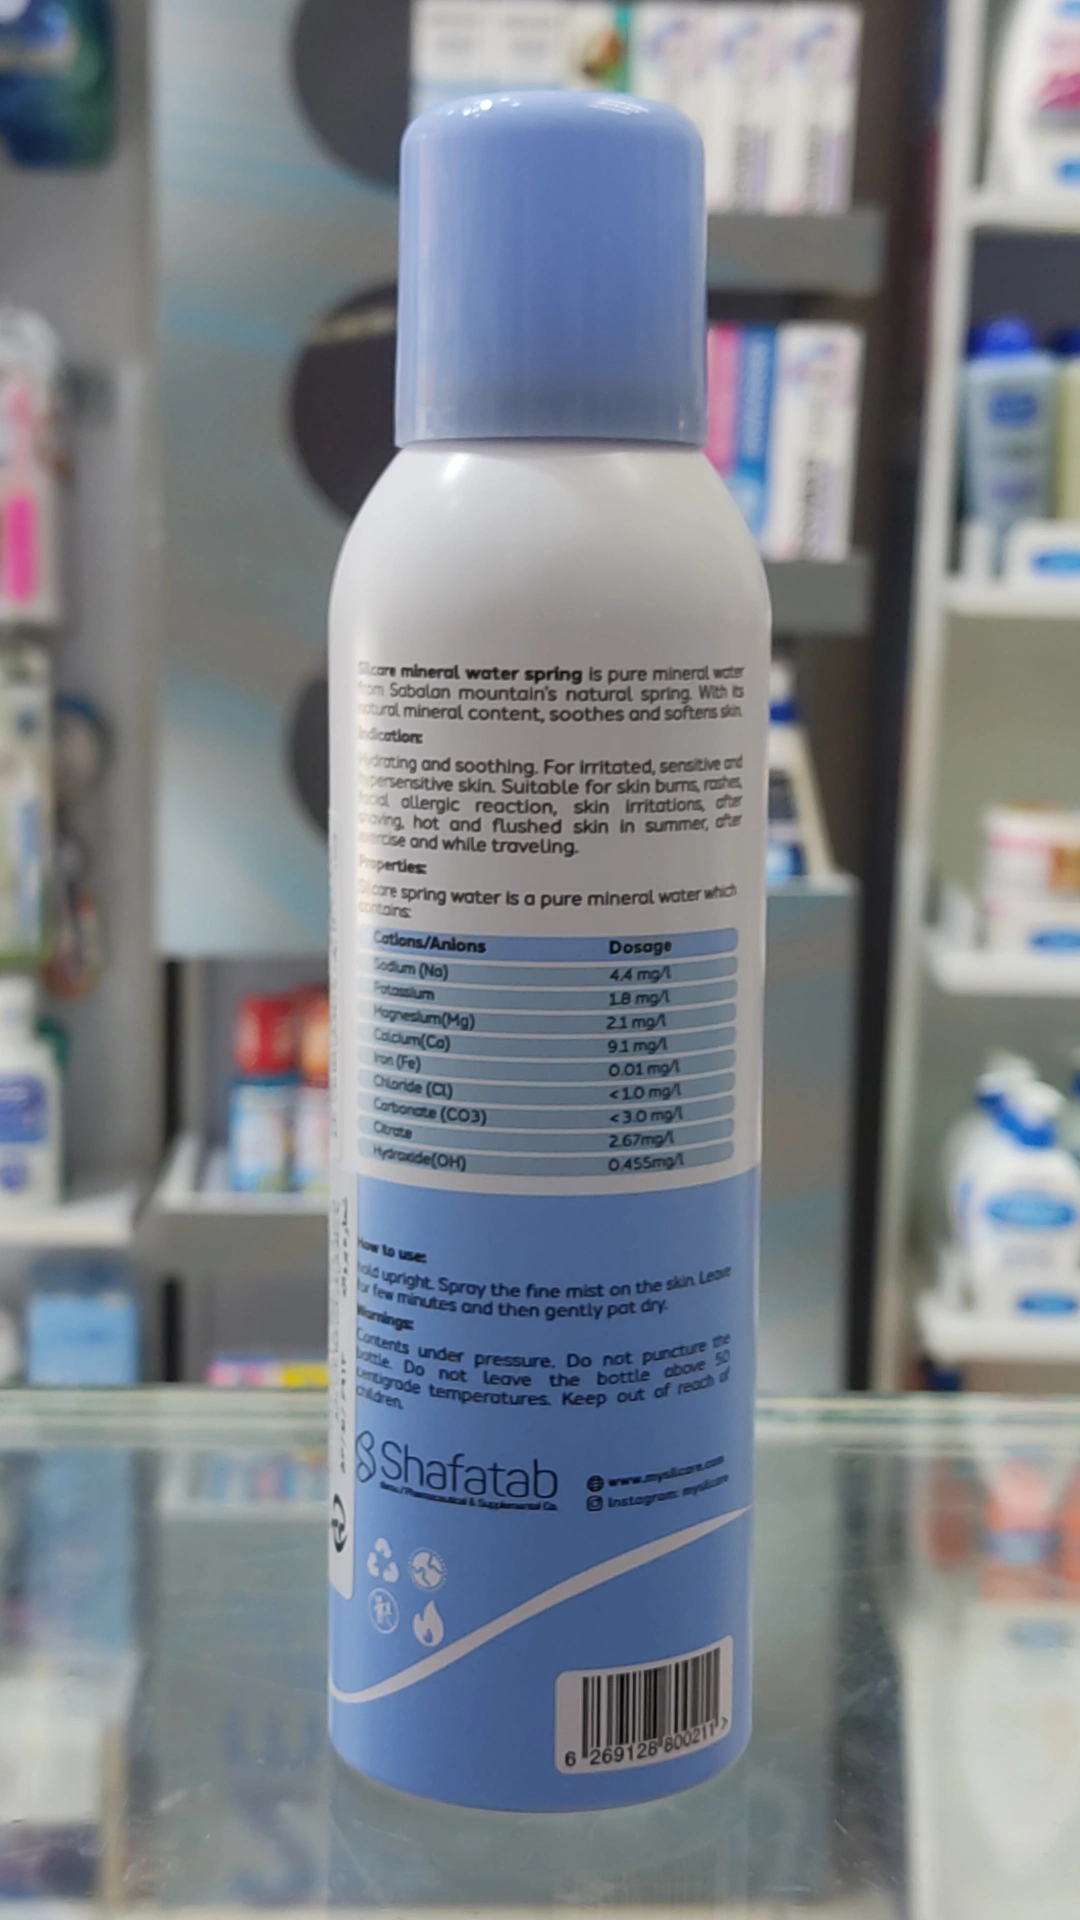 Silcare mineral water spring is pure mineral water
from Sabalan mountain's natural spring. With its
natural mineral content, soothes and softens skin.
Indication:
Hydrating and soothing. For irritated, sensitive and
hypersensitive skin. Suitable for skin burns, rashes,
facial allergic reaction, skin irritations, after
shaving, hot and flushed skin in summer, after
exercise and while traveling.
Properties:
Silcare spring water is a pure mineral water which
contains:
Cations/Anions Dosage
Sodium (Na) 4.4 mg/l
Potassium 1.8 mg/l
Magnesium(Mg) 2.1 mg/l
Calcium(Ca) 9.1 mg/l
Iron (Fe) 0.01 mg/l
Chloride (Cl) <1.0 mg/l
Carbonate (CO3) <3.0 mg/l
Citrate 2.67mg/l
Hydroxide(OH) 0.455mg/l
How to use:
Hold upright. Spray the fine mist on the skin. Leave
for few minutes and then gently pat dry.
Warnings:
Contents under pressure. Do not puncture the
bottle. Do not leave the bottle above 50
centigrade temperatures. Keep out of reach of
children.
Shafatab
Pharmaceutical & Supplemental Co.
www.mysilcare.com
Instagram: mysilcare
6 269128 800211 >